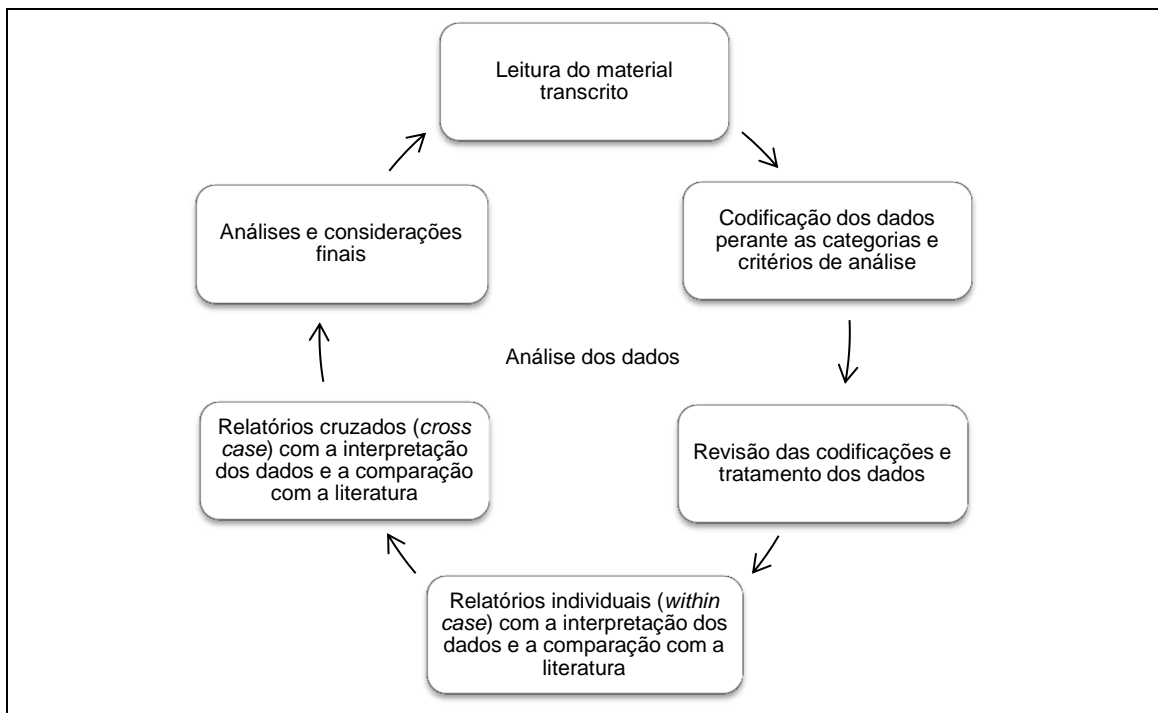 Leitura do material
transcrito
Codificação dos dados
perante as categorias e
critérios de análise
Revisão das codificações e
tratamento dos dados
Relatórios individuais (within
case) com a interpretação dos
dados e a comparação com a
literatura
Relatórios cruzados (cross
case) com a interpretação
dos dados e a comparação
com a literatura
Análises e considerações
finais
Análise dos dados